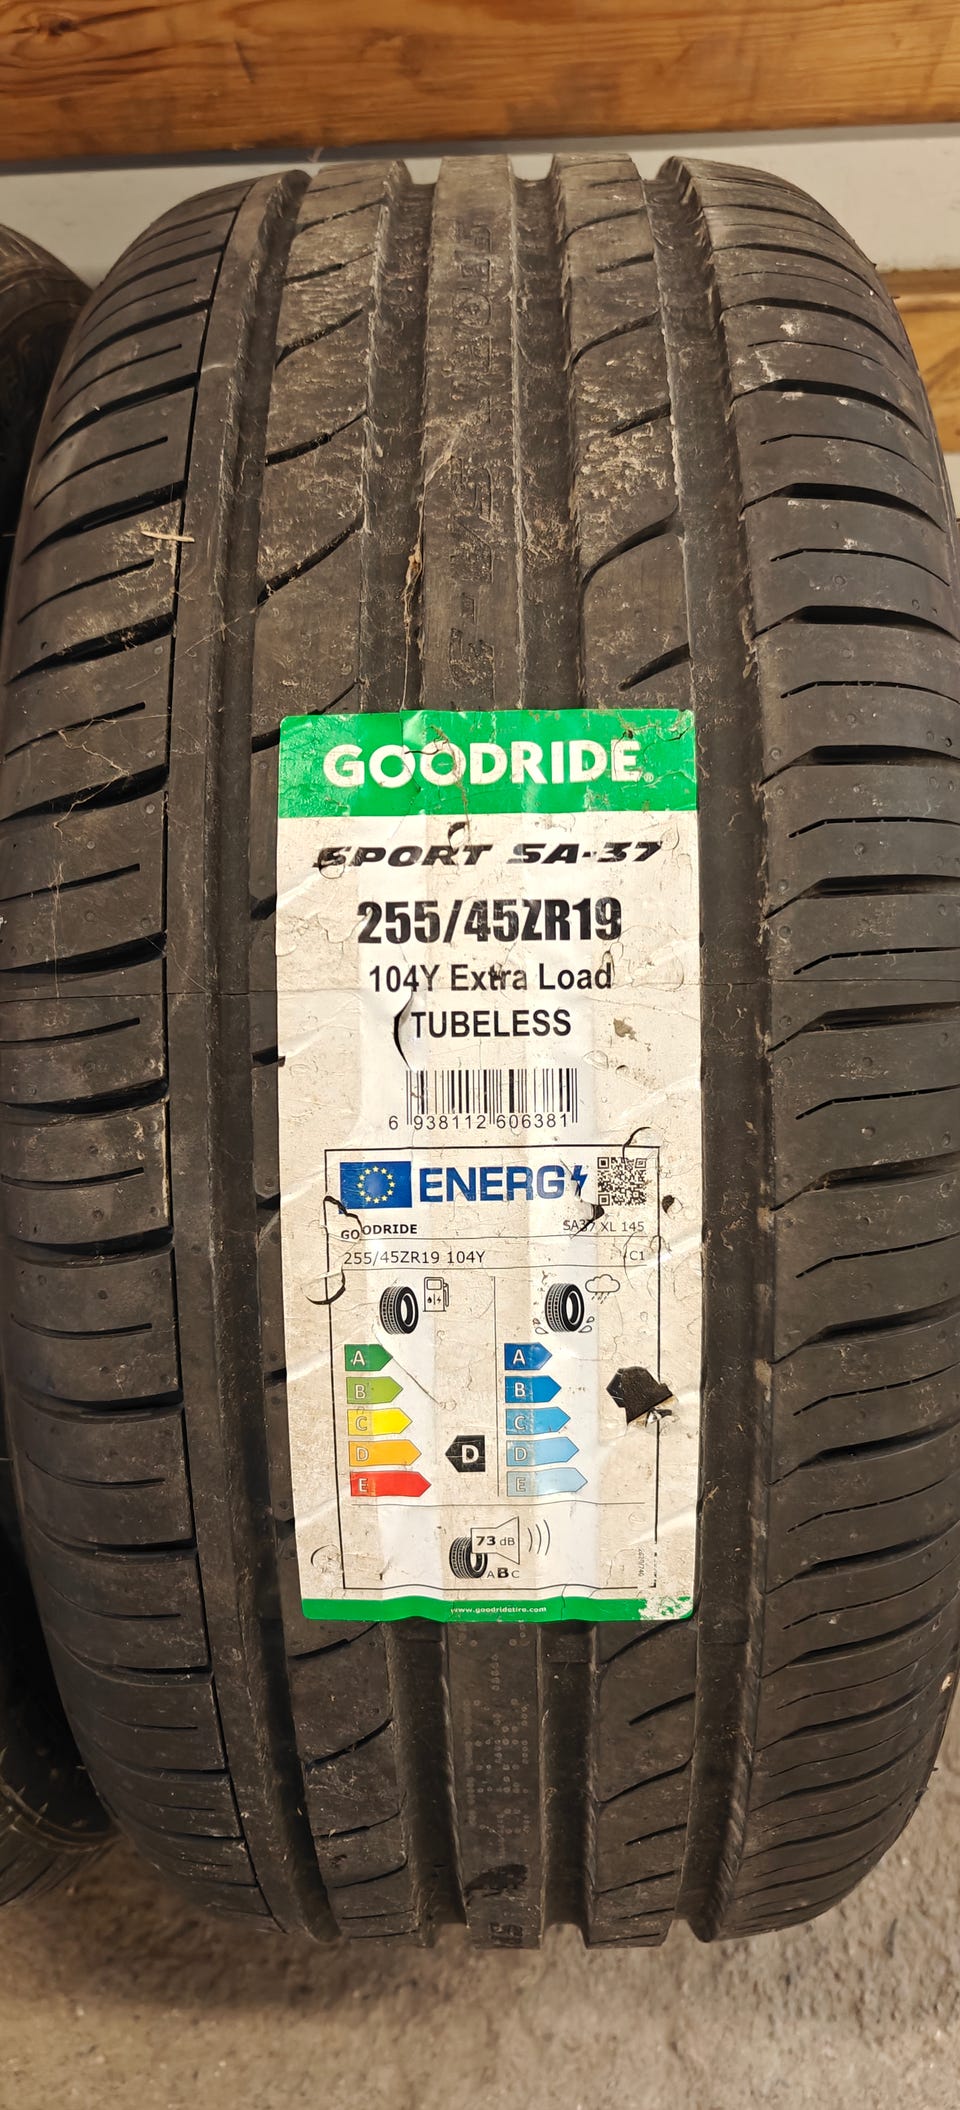 GOODRIDE
SPORT SA-37
255/45ZR19
104Y Extra Load
TUBELESS
6 938112 606381
ENERG
GOODRIDE SA37 XL 145
255/45ZR19 104Y C1
A A
B B
C C
D D D
E E
73 dB
ABC
www.goodridetire.com